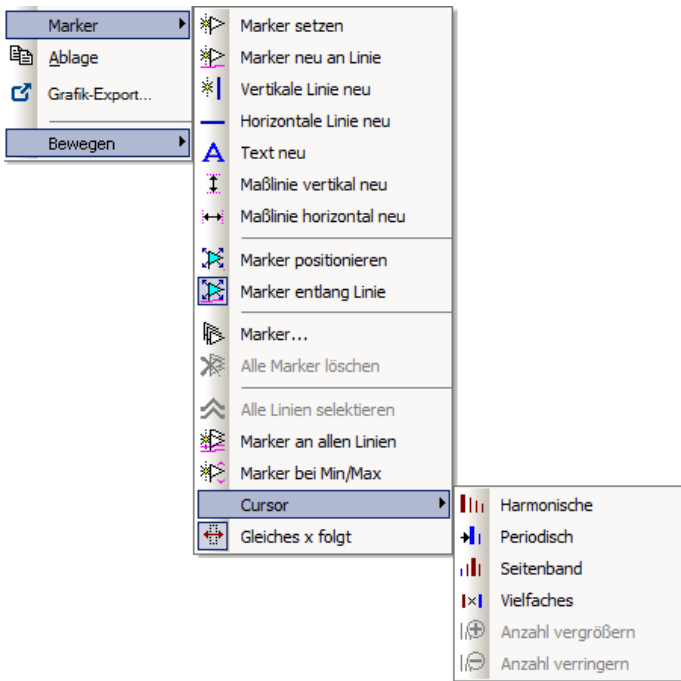 Marker
Ablage
Grafik-Export...
Bewegen
Marker setzen
Marker neu an Linie
Vertikale Linie neu
Horizontale Linie neu
Text neu
Maßlinie vertikal neu
Maßlinie horizontal neu
Marker positionieren
Marker entlang Linie
Marker...
Alle Marker löschen
Alle Linien selektieren
Marker an allen Linien
Marker bei Min/Max
Cursor
Gleiches x folgt
Harmonische
Periodisch
Seitenband
Vielfaches
Anzahl vergrößern
Anzahl verringern